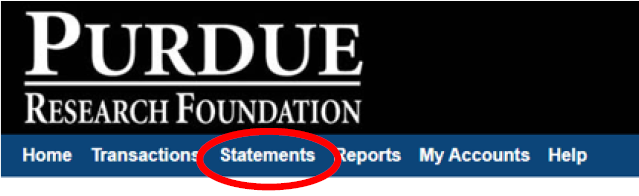 PURDUE
RESEARCH FOUNDATION
Home Transactions Statements Reports My Accounts Help